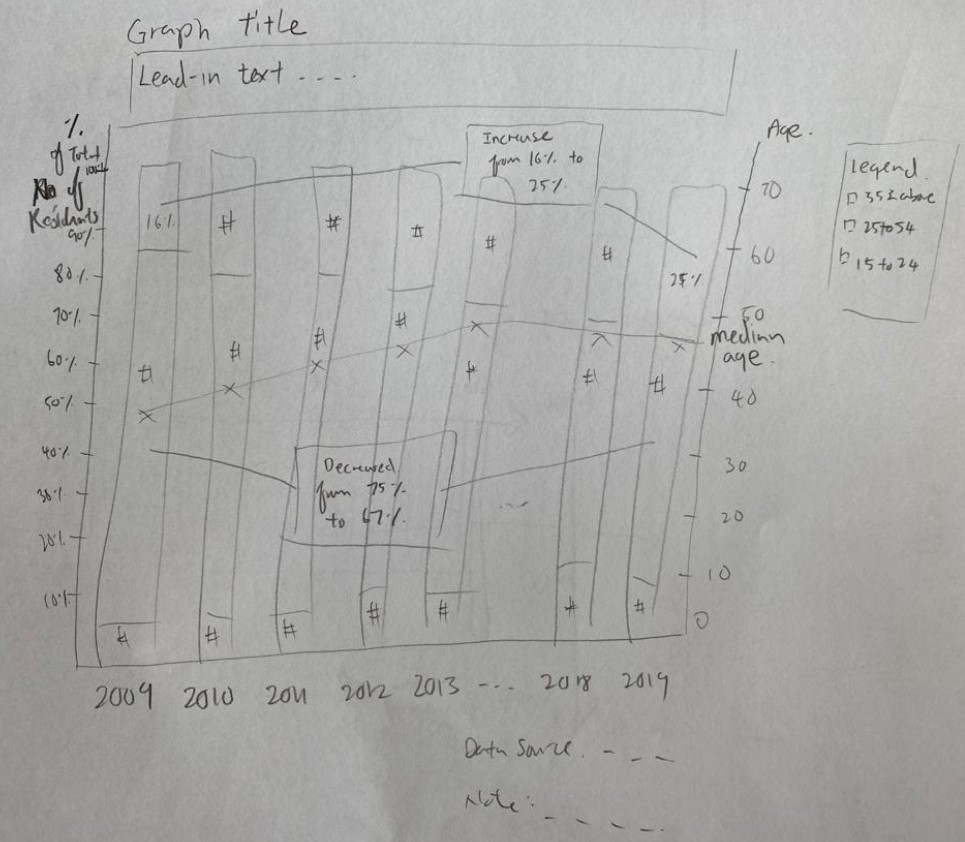 Graph Title
Lead-in text ----
%
of Total
No of
Residents
100%
90%
80%
70%
60%
50%
40%
30%
20%
10%
Increase
from 16% to
25%
Age.
70
60
50
40
30
20
10
0
Legend
35 & above
25 to 54
15 to 24
16%
#
#
#
#
#
25%
#
#
#
#
#
#
#
median
age.
Decreased
from 75%
to 67%
...
#
#
#
#
#
#
#
2009 2010 2011 2012 2013 -... 2018 2019
Data Source. - - -
Note: - - - -.